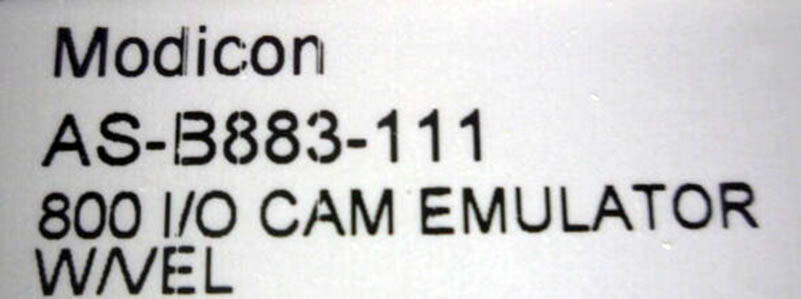 Modicon
AS-B883-111
800 I/O CAM EMULATOR
W/VEL